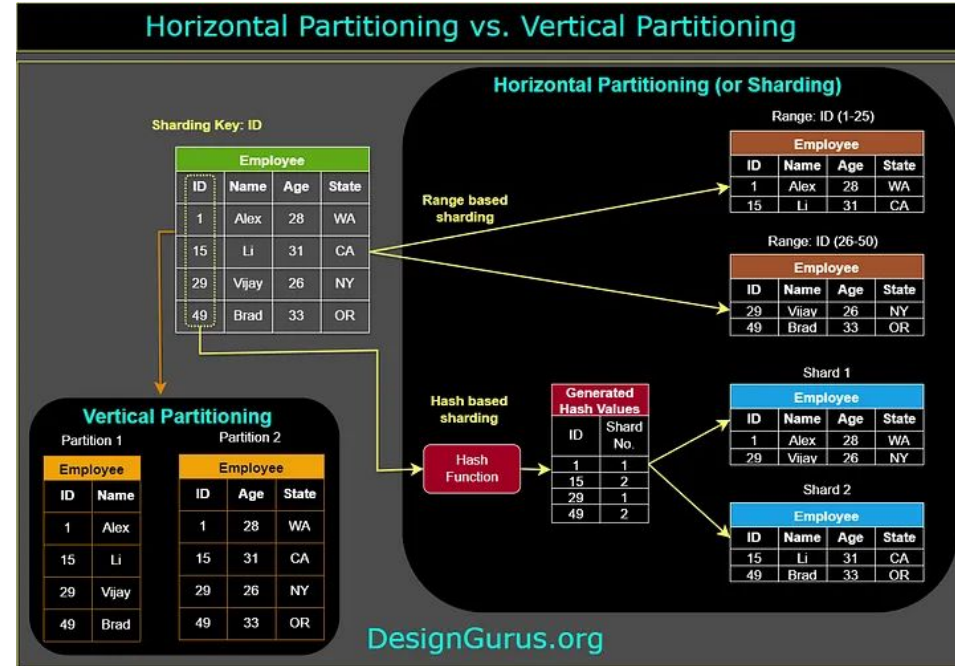 Horizontal Partitioning vs. Vertical Partitioning
Sharding Key: ID
Employee
ID Name Age State
1 Alex 28 WA
15 Li 31 CA
29 Vijay 26 NY
49 Brad 33 OR
Vertical Partitioning
Partition 1
Employee
ID Name
1 Alex
15 Li
29 Vijay
49 Brad
Partition 2
Employee
ID Age State
1 28 WA
15 31 CA
29 26 NY
49 33 OR
Horizontal Partitioning (or Sharding)
Range based
sharding
Range: ID (1-25)
Employee
ID Name Age State
1 Alex 28 WA
15 Li 31 CA
Range: ID (26-50)
Employee
ID Name Age State
29 Vijay 26 NY
49 Brad 33 OR
Hash based
sharding
Hash
Function
Generated
Hash Values
ID Shard
No.
1 1
15 2
29 1
49 2
Shard 1
Employee
ID Name Age State
1 Alex 28 WA
29 Vijay 26 NY
Shard 2
Employee
ID Name Age State
15 Li 31 CA
49 Brad 33 OR
DesignGurus.org